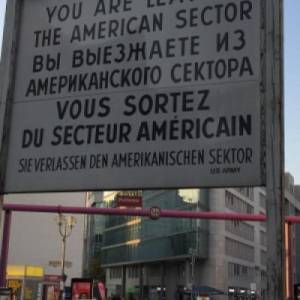 YOU ARE
THE AMERICAN SECTOR
ВЫ ВЫЕЗЖАЕТЕ ИЗ
АМЕРИКАНСКОГО СЕКТОРА
VOUS SORTEZ
DU SECTEUR AMÉRICAIN
SIE VERLASSEN DEN AMERIKANISCHEN SEKTOR
US ARMY